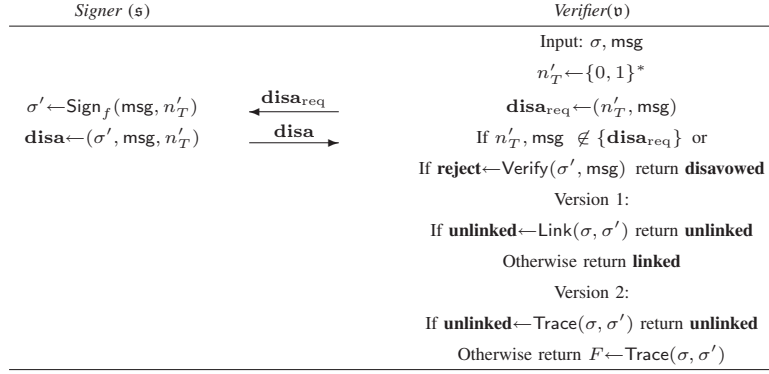 Signer (𝔰) Verifier(𝔳)
Input: σ, msg
n′_T←{0, 1}*
σ′←Sign_f(msg, n′_T) disa_req disa_req←(n′_T, msg)
disa←(σ′, msg, n′_T) disa If n′_T, msg ∉ {disa_req} or
If reject←Verify(σ′, msg) return disavowed
Version 1:
If unlinked←Link(σ, σ′) return unlinked
Otherwise return linked
Version 2:
If unlinked←Trace(σ, σ′) return unlinked
Otherwise return F←Trace(σ, σ′)